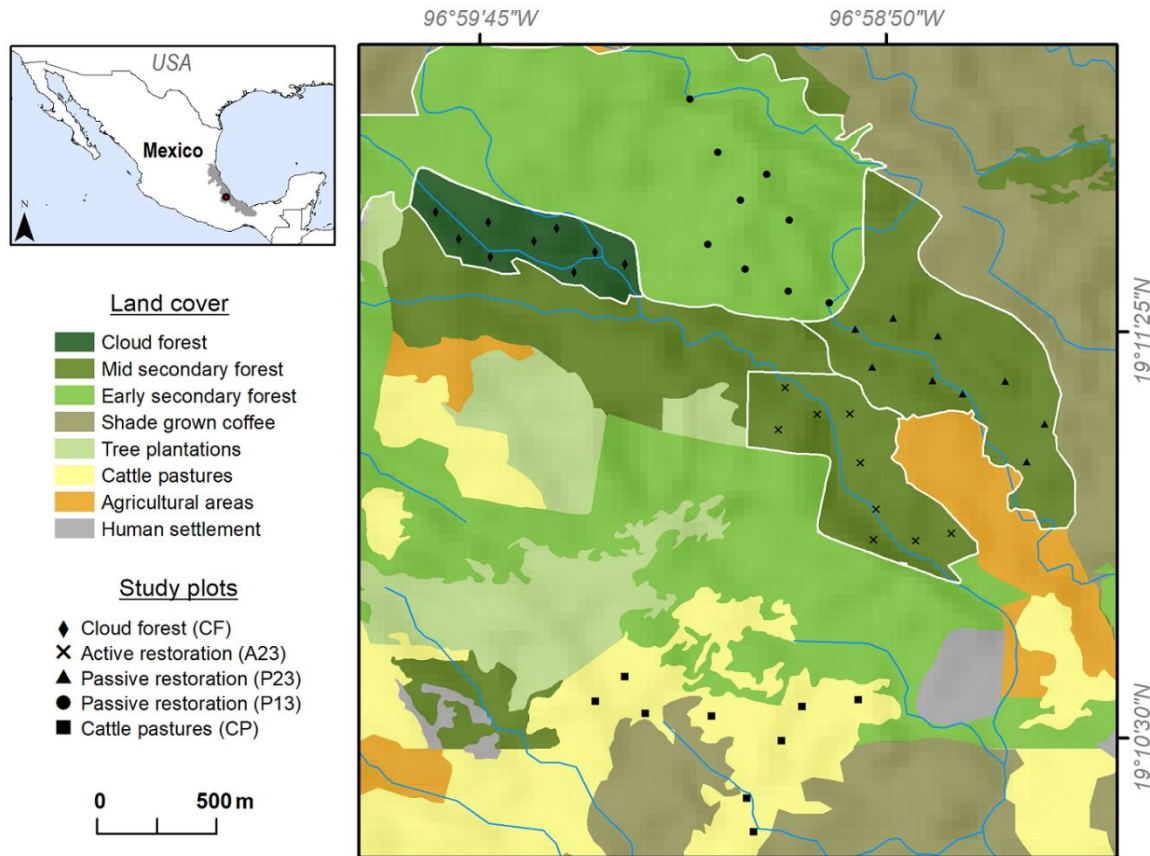 96°59'45"W
96°58'50"W
USA
Mexico
N
Land cover
Cloud forest
Mid secondary forest
Early secondary forest
Shade grown coffee
Tree plantations
Cattle pastures
Agricultural areas
Human settlement
Study plots
Cloud forest (CF)
Active restoration (A23)
Passive restoration (P23)
Passive restoration (P13)
Cattle pastures (CP)
0 500 m
19°11'25"N
19°10'30"N